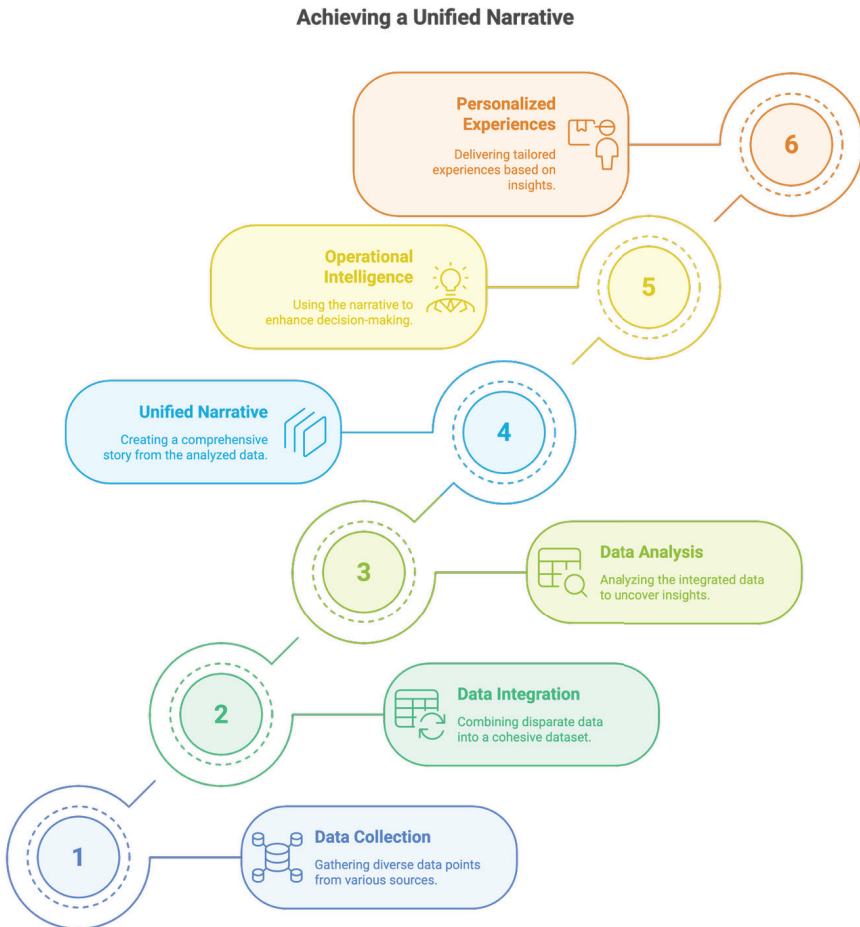 Achieving a Unified Narrative
Personalized
Experiences
Delivering tailored
experiences based on
insights.
6
Operational
Intelligence
Using the narrative to
enhance decision-making.
5
Unified Narrative
Creating a comprehensive
story from the analyzed data.
4
3
Data Analysis
Analyzing the integrated data
to uncover insights.
2
Data Integration
Combining disparate data
into a cohesive dataset.
1
Data Collection
Gathering diverse data points
from various sources.